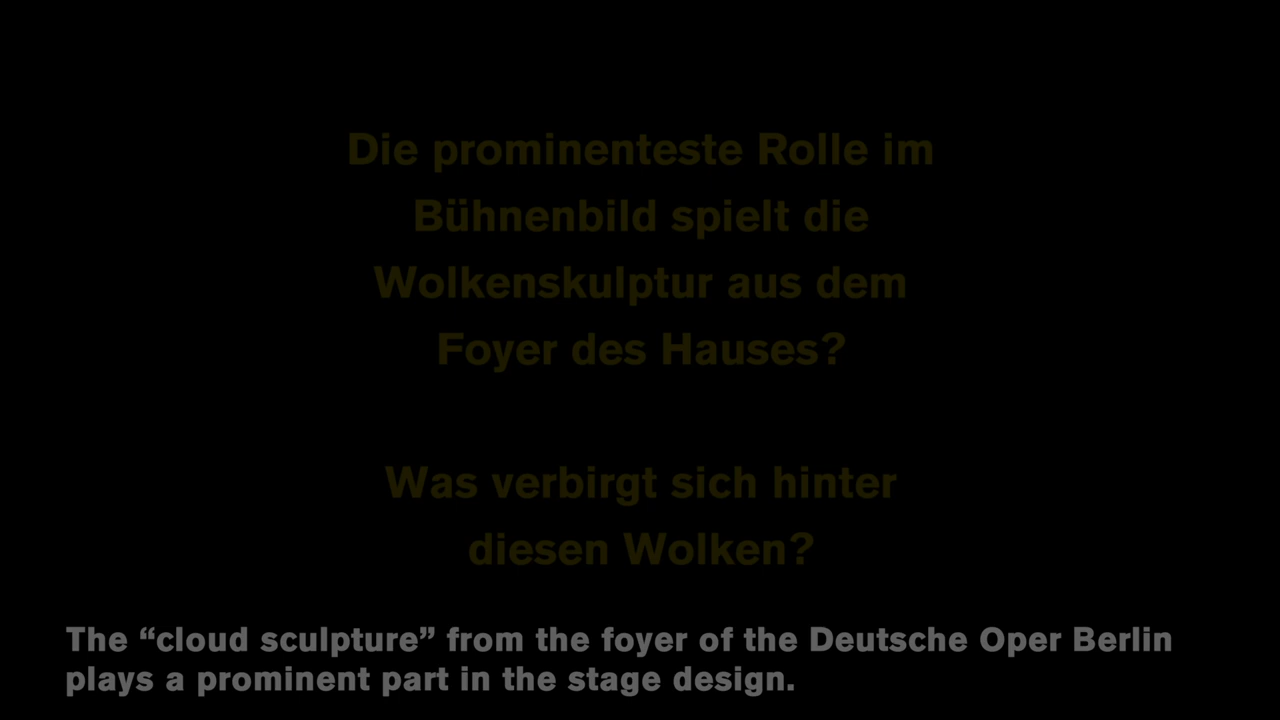 Die prominenteste Rolle im
Bühnenbild spielt die
Wolkenskulptur aus dem
Foyer des Hauses?
Was verbirgt sich hinter
diesen Wolken?
The “cloud sculpture” from the foyer of the Deutsche Oper Berlin
plays a prominent part in the stage design.